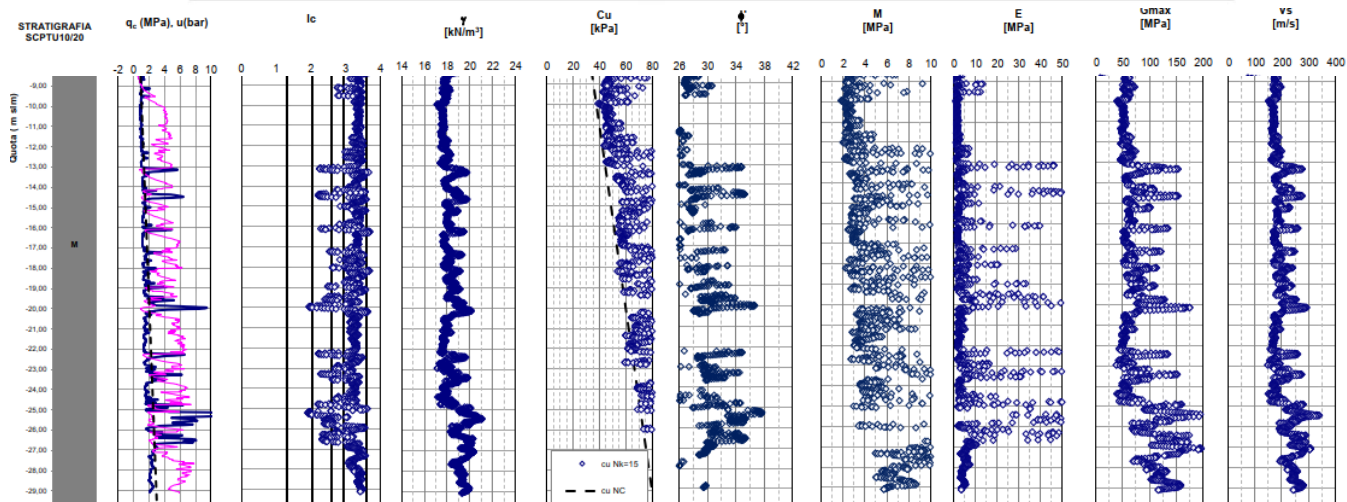 STRATIGRAFIA
SCPTU10/20
qc (MPa), u(bar)
Ic
γ
[kN/m³]
Cu
[kPa]
ϕ'
[°]
M
[MPa]
E
[MPa]
Gmax
[MPa]
Vs
[m/s]
-2 0 2 4 6 8 10
0 1 2 3 4
14 16 18 20 22 24
0 20 40 60 80
26 30 34 38 42
0 2 4 6 8 10
0 10 20 30 40 50
0 50 100 150 200
0 100 200 300 400
Quota ( m slm)
-9,00
-10,00
-11,00
-12,00
-13,00
-14,00
-15,00
-16,00
-17,00
M
-18,00
-19,00
-20,00
-21,00
-22,00
-23,00
-24,00
-25,00
-26,00
-27,00
-28,00
-29,00
cu Nk=15
cu NC